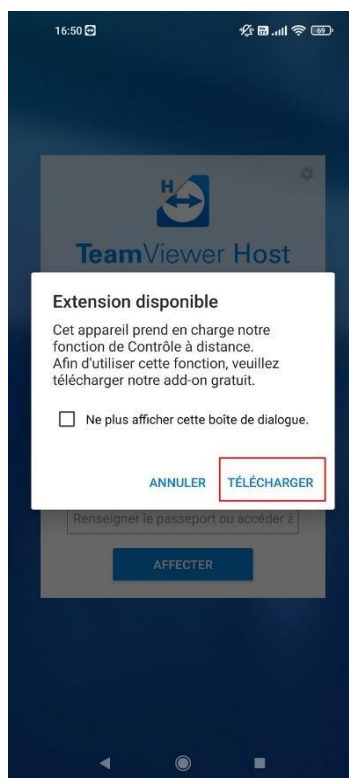 16:50
69
H
TeamViewer Host
Extension disponible
Cet appareil prend en charge notre
fonction de Contrôle à distance.
Afin d'utiliser cette fonction, veuillez
télécharger notre add-on gratuit.
Ne plus afficher cette boîte de dialogue.
ANNULER TÉLÉCHARGER
Renseigner le passeport ou accéder à
AFFECTER